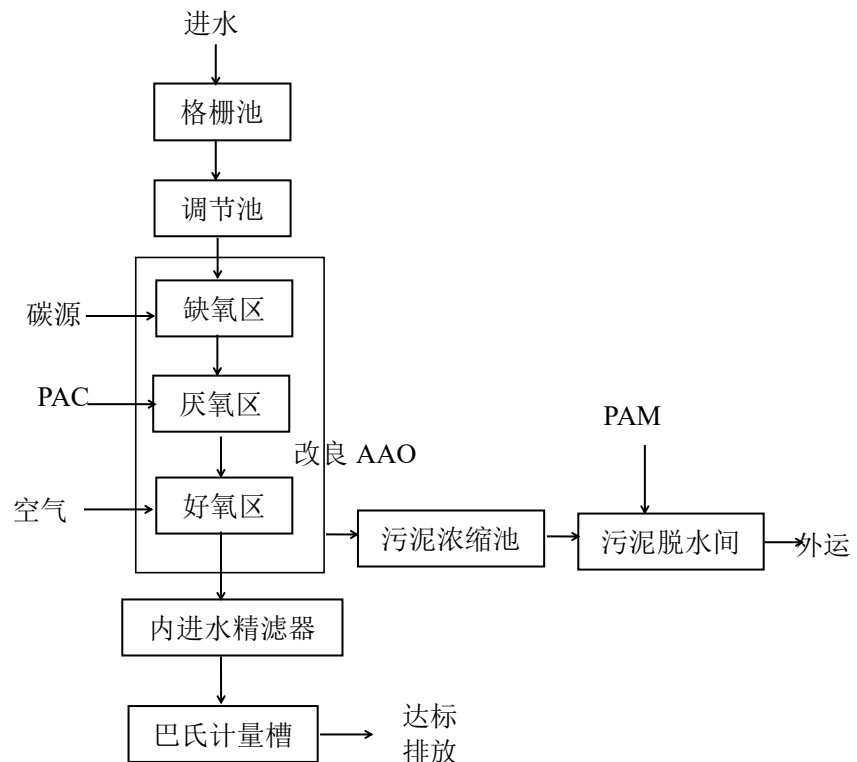 进水
格栅池
调节池
缺氧区
碳源
厌氧区
PAC
PAM
改良 AAO
好氧区
空气
污泥浓缩池
污泥脱水间
外运
内进水精滤器
巴氏计量槽
达标
排放